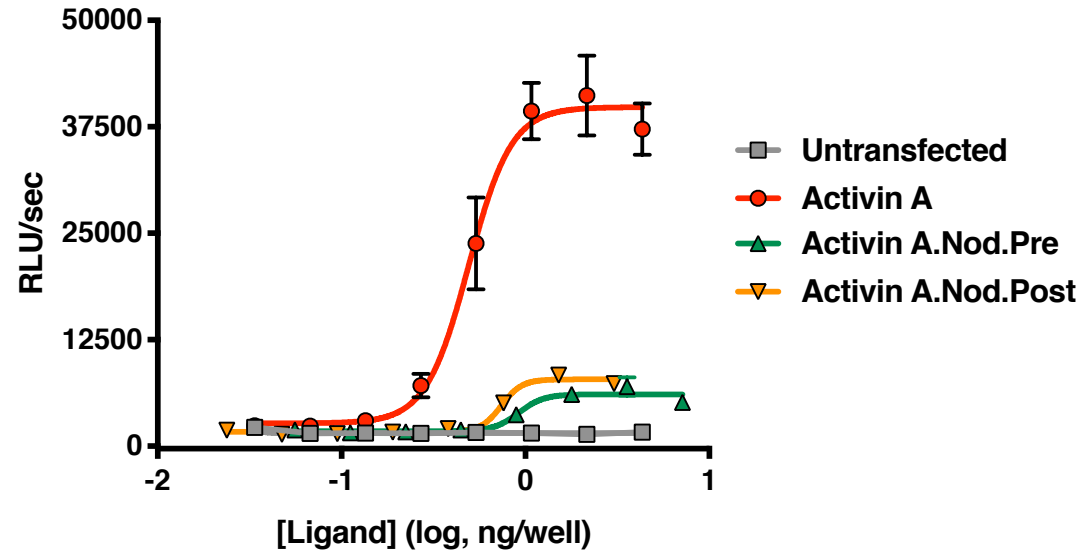 50000
37500
25000
12500
0
RLU/sec
-2
-1
0
1
[Ligand] (log, ng/well)
Untransfected
Activin A
Activin A.Nod.Pre
Activin A.Nod.Post